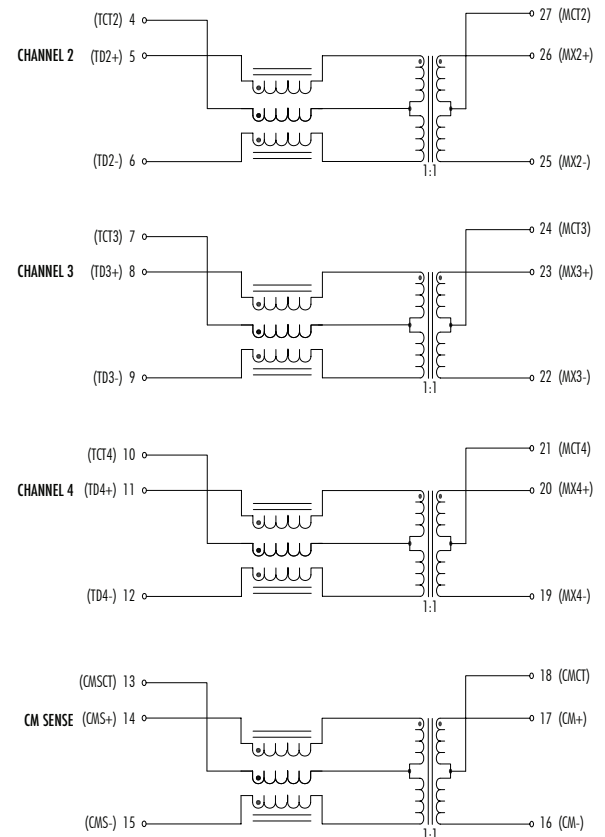 (TCT2) 4
27 (MCT2)
CHANNEL 2 (TD2+) 5
26 (MX2+)
(TD2-) 6
25 (MX2-)
1:1
(TCT3) 7
24 (MCT3)
CHANNEL 3 (TD3+) 8
23 (MX3+)
(TD3-) 9
22 (MX3-)
1:1
(TCT4) 10
21 (MCT4)
CHANNEL 4 (TD4+) 11
20 (MX4+)
(TD4-) 12
19 (MX4-)
1:1
(CMSCT) 13
18 (CMCT)
CM SENSE (CMS+) 14
17 (CM+)
(CMS-) 15
16 (CM-)
1:1